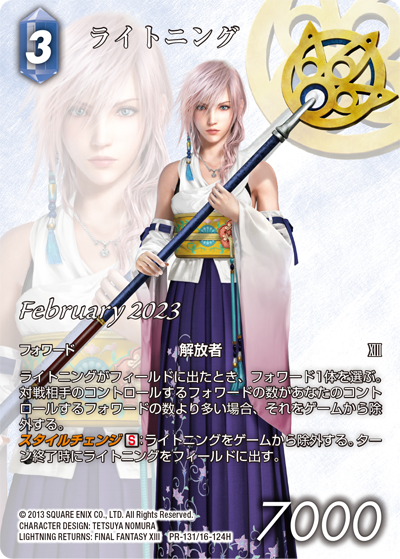 3
ライトニング
February 2023
フォワード 解放者 XIII
ライトニングがフィールドに出たとき、フォワード1体を選ぶ。
対戦相手のコントロールするフォワードの数があなたのコント
ロールするフォワードの数より多い場合、それをゲームから除
外する。
スタイルチェンジ S:ライトニングをゲームから除外する。ター
ン終了時にライトニングをフィールドに出す。
© 2013 SQUARE ENIX CO., LTD. All Rights Reserved.
CHARACTER DESIGN: TETSUYA NOMURA
LIGHTNING RETURNS: FINAL FANTASY XIII PR-131/16-124H
7000